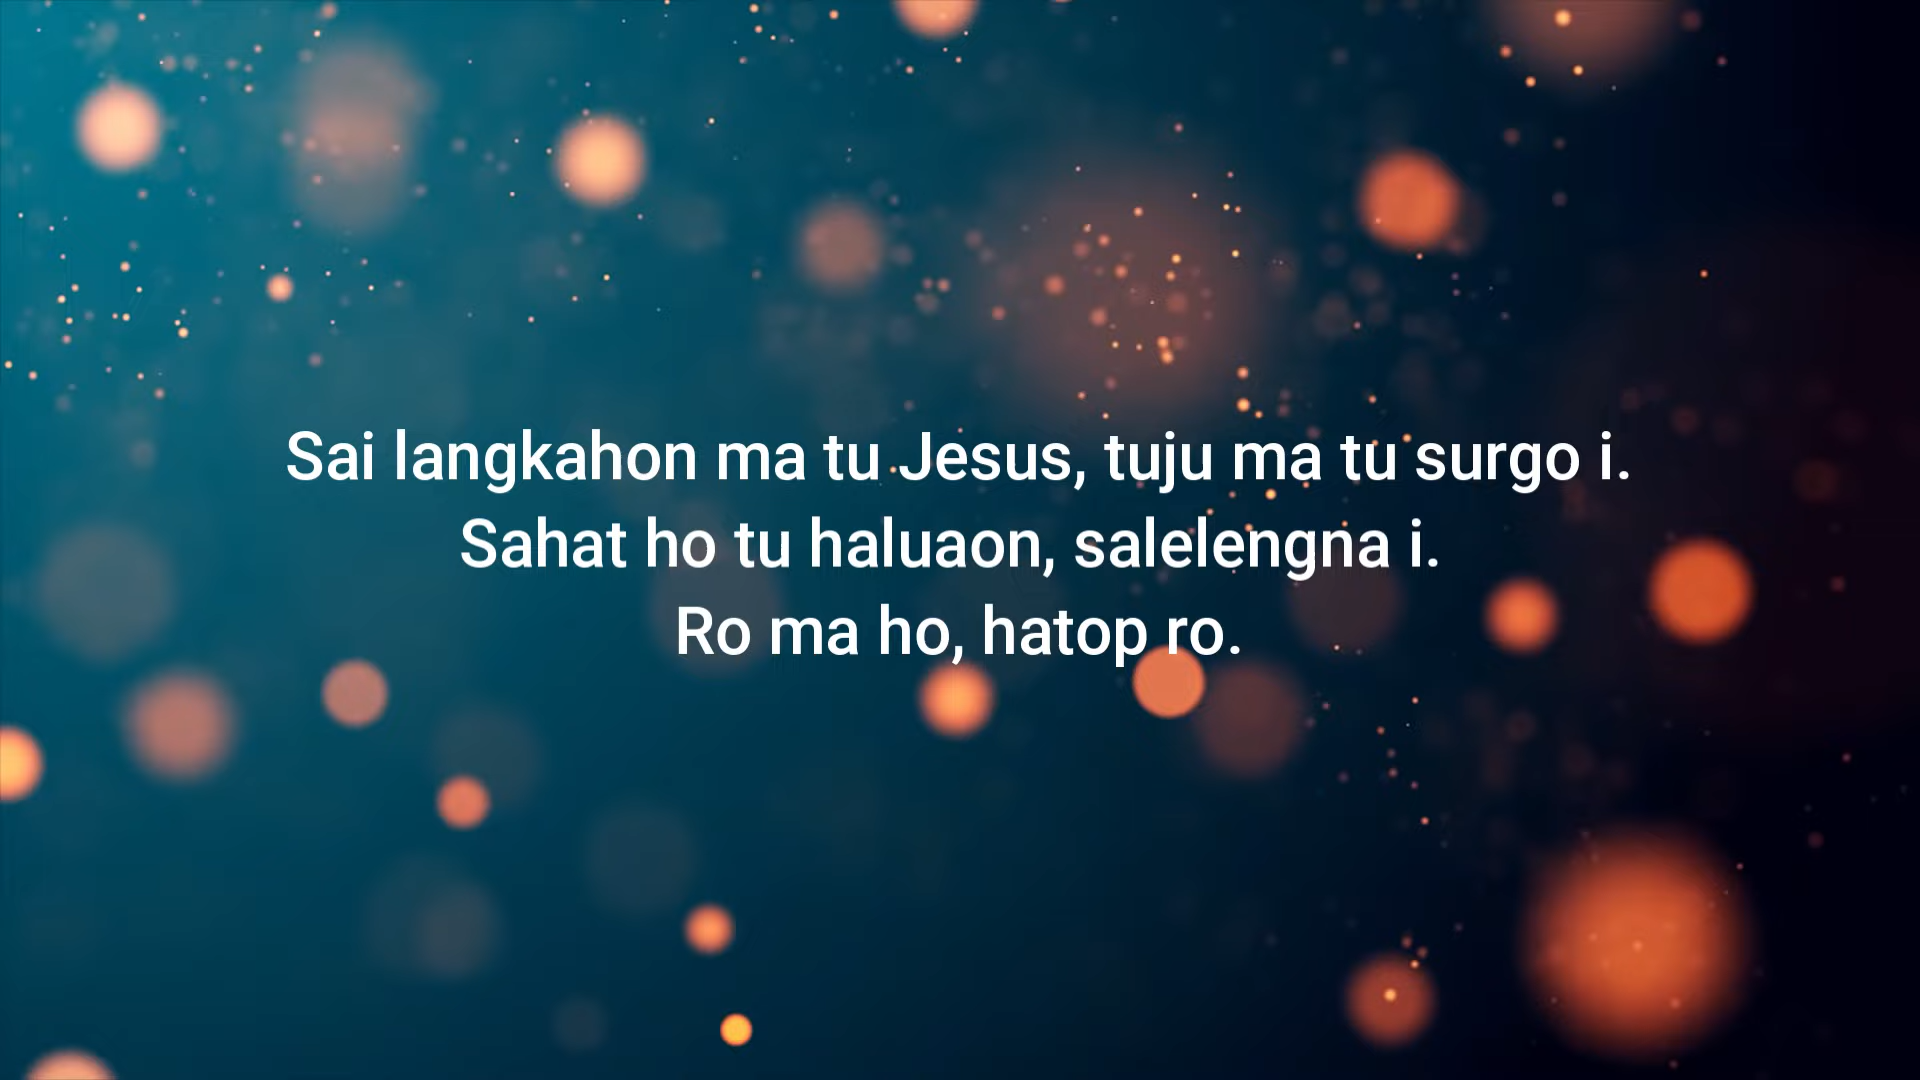 Sai langkahon ma tu Jesus, tuju ma tu surgo i.
Sahat ho tu haluaon, salelengna i.
Ro ma ho, hatop ro.